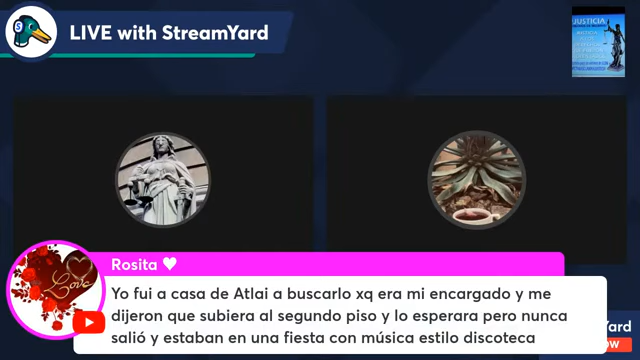 LIVE with StreamYard
JUSTICIA
Rosita ♥
Love
Yo fui a casa de Atlai a buscarlo xq era mi encargado y me
dijeron que subiera al segundo piso y lo esperara pero nunca
salió y estaban en una fiesta con música estilo discoteca